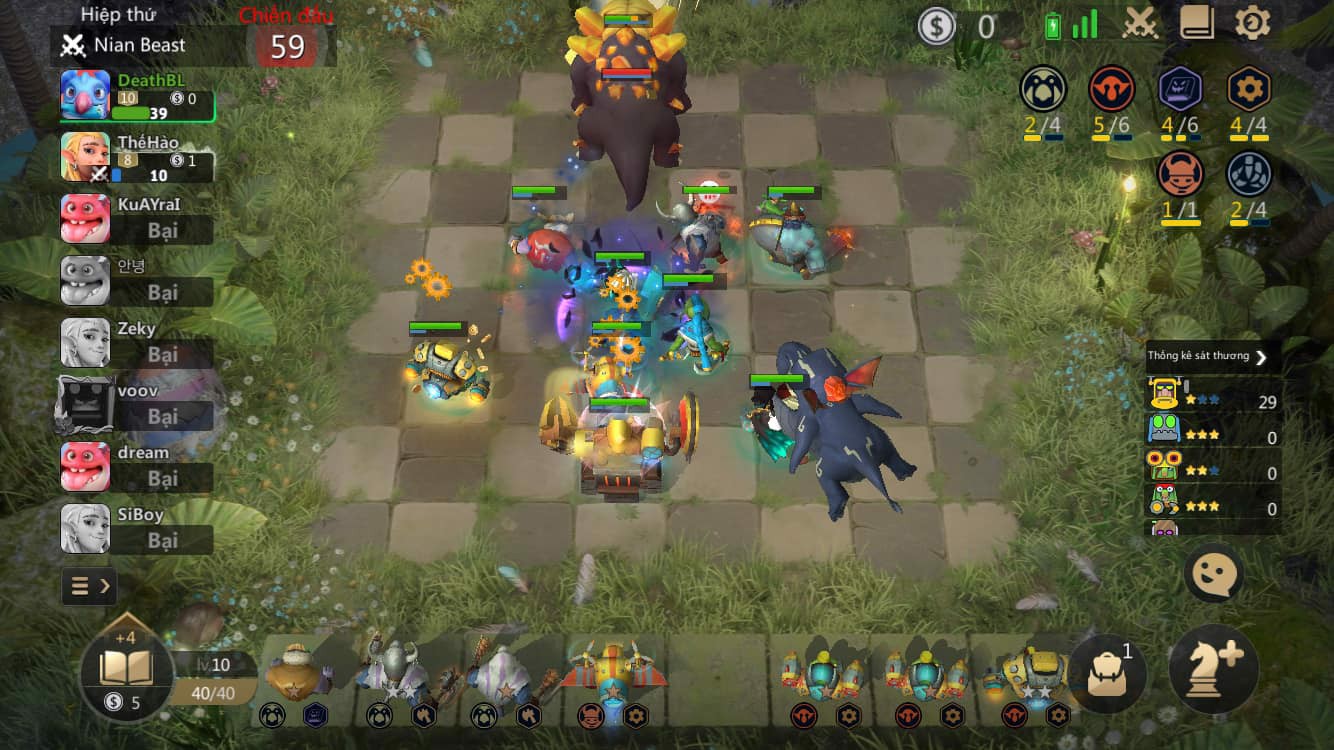 Hiệp thứ
Chiến đấu
Nian Beast
59
DeathBL
10
0
39
ThếHào
8
1
10
KuAYraI
Bại
안녕
Bại
Zeky
Bại
voov
Bại
dream
Bại
SiBoy
Bại
+4
5
lv.10
40/40
0
2/4
5/6
4/6
4/4
1/1
2/4
Thống kê sát thương
29
0
0
0
1